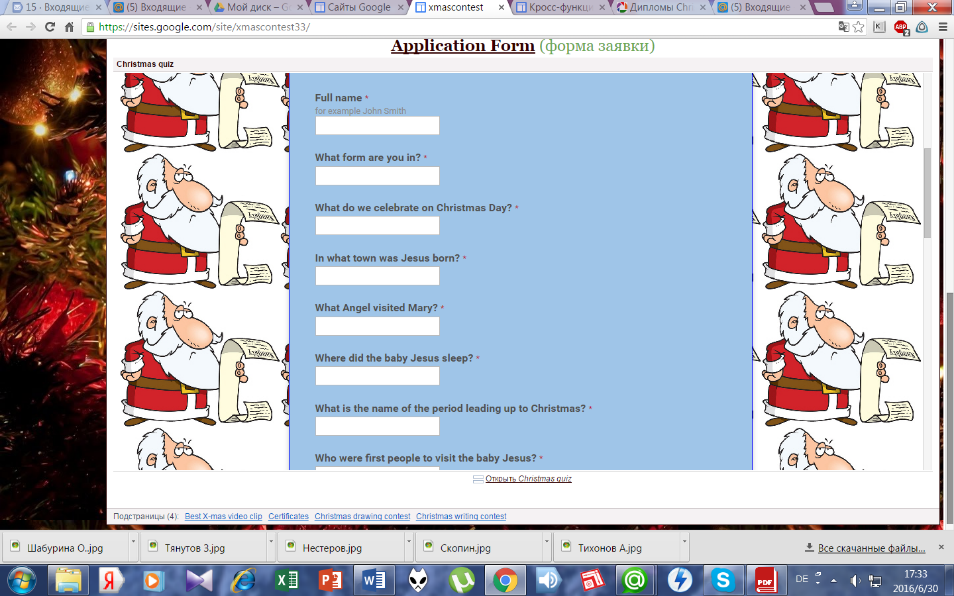 15 - Входящие
(5) Входящие
Мой диск – G
Сайты Google
xmascontest
Кросс-функц
Дипломы Chr
(5) Входящие
https://sites.google.com/site/xmascontest33/
Application Form (форма заявки)
Christmas quiz
Full name *
for example John Smith
What form are you in? *
What do we celebrate on Christmas Day? *
In what town was Jesus born? *
What Angel visited Mary? *
Where did the baby Jesus sleep? *
What is the name of the period leading up to Christmas? *
Who were first people to visit the baby Jesus? *
Открыть Christmas quiz
Подстраницы (4): Best X-mas video clip Certificates Christmas drawing contest Christmas writing contest
Шабурина О..jpg
Тянутов З.jpg
Нестеров.jpg
Скопин.jpg
Тихонов А.jpg
Все скачанные файлы...
DE
17:33
2016/6/30